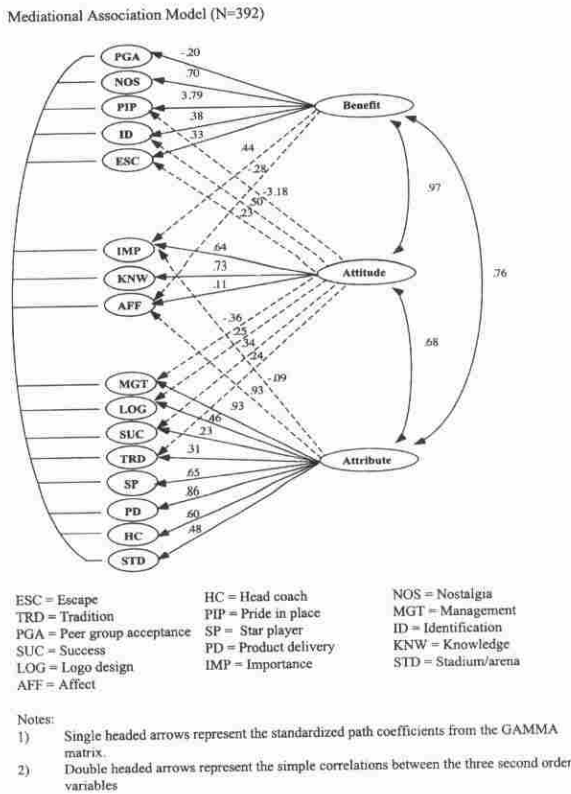 Mediational Association Model (N=392)
PGA
-.20
NOS
.70
PIP
3.79
Benefit
ID
.38
ESC
.33
.44
-.28
-3.18
.50
.23
.97
IMP
.64
KNW
.73
Attitude
.76
AFF
.11
-.36
.25
.34
.24
.68
-.09
.93
MGT
.93
LOG
.46
SUC
.23
TRD
.31
Attribute
SP
.65
PD
.86
HC
.60
STD
.48
ESC = Escape
TRD = Tradition
PGA = Peer group acceptance
SUC = Success
LOG = Logo design
AFF = Affect
HC = Head coach
PIP = Pride in place
SP = Star player
PD = Product delivery
IMP = Importance
NOS = Nostalgia
MGT = Management
ID = Identification
KNW = Knowledge
STD = Stadium/arena
Notes:
1) Single headed arrows represent the standardized path coefficients from the GAMMA
matrix.
2) Double headed arrows represent the simple correlations between the three second order
variables